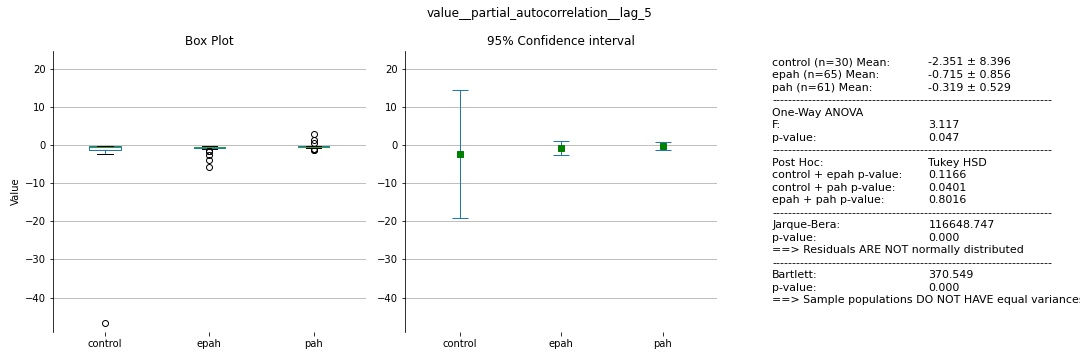 value__partial_autocorrelation__lag_5
Box Plot
Value
20
10
0
−10
−20
−30
−40
control
epah
pah
95% Confidence interval
20
10
0
−10
−20
−30
−40
control
epah
pah
control (n=30) Mean: -2.351 ± 8.396
epah (n=65) Mean: -0.715 ± 0.856
pah (n=61) Mean: -0.319 ± 0.529
One-Way ANOVA
F: 3.117
p-value: 0.047
Post Hoc: Tukey HSD
control + epah p-value: 0.1166
control + pah p-value: 0.0401
epah + pah p-value: 0.8016
Jarque-Bera: 116648.747
p-value: 0.000
==> Residuals ARE NOT normally distributed
Bartlett: 370.549
p-value: 0.000
==> Sample populations DO NOT HAVE equal variances